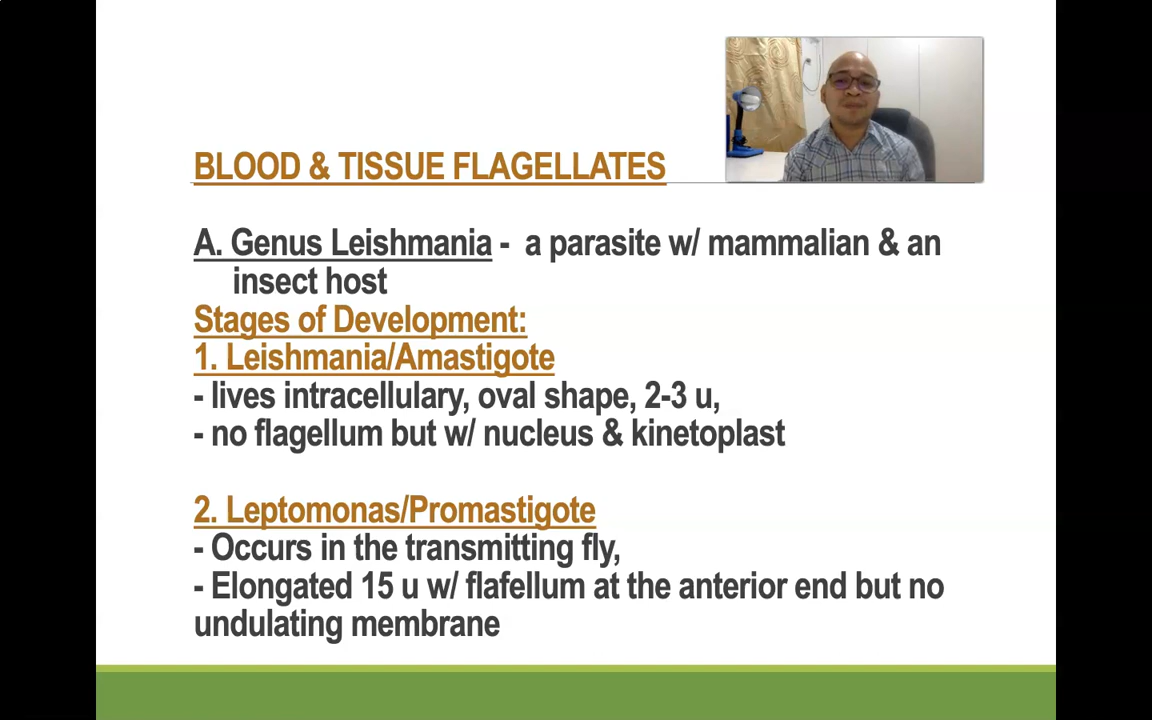 BLOOD & TISSUE FLAGELLATES
A. Genus Leishmania - a parasite w/ mammalian & an
insect host
Stages of Development:
1. Leishmania/Amastigote
- lives intracellulary, oval shape, 2-3 u,
- no flagellum but w/ nucleus & kinetoplast
2. Leptomonas/Promastigote
- Occurs in the transmitting fly,
- Elongated 15 u w/ flafellum at the anterior end but no
undulating membrane